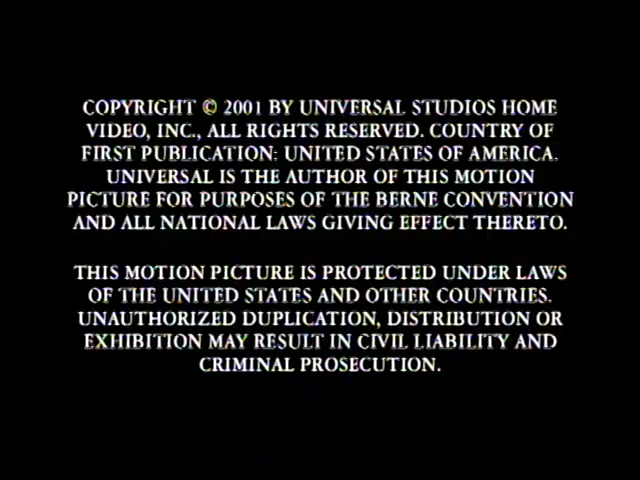 COPYRIGHT © 2001 BY UNIVERSAL STUDIOS HOME
VIDEO, INC., ALL RIGHTS RESERVED. COUNTRY OF
FIRST PUBLICATION: UNITED STATES OF AMERICA.
UNIVERSAL IS THE AUTHOR OF THIS MOTION
PICTURE FOR PURPOSES OF THE BERNE CONVENTION
AND ALL NATIONAL LAWS GIVING EFFECT THERETO.
THIS MOTION PICTURE IS PROTECTED UNDER LAWS
OF THE UNITED STATES AND OTHER COUNTRIES.
UNAUTHORIZED DUPLICATION, DISTRIBUTION OR
EXHIBITION MAY RESULT IN CIVIL LIABILITY AND
CRIMINAL PROSECUTION.